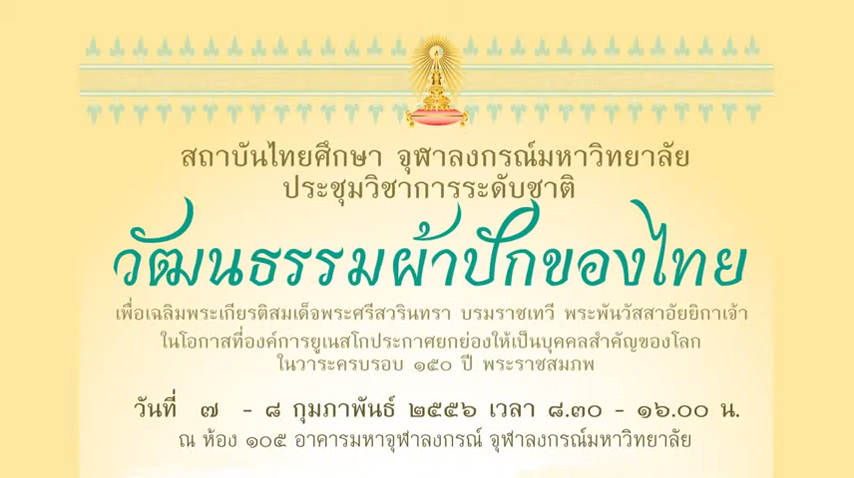 สถาบันไทยศึกษา จุฬาลงกรณ์มหาวิทยาลัย
ประชุมวิชาการระดับชาติ
วัฒนธรรมผ้าปักของไทย
เพื่อเฉลิมพระเกียรติสมเด็จพระศรีสวรินทรา บรมราชเทวี พระพันวัสสาอัยยิกาเจ้า
ในโอกาสที่องค์การยูเนสโกประกาศยกย่องให้เป็นบุคคลสำคัญของโลก
ในวาระครบรอบ ๑๕๐ ปี พระราชสมภพ
วันที่ ๗ - ๘ กุมภาพันธ์ ๒๕๕๖ เวลา ๘.๓๐ - ๑๖.๐๐ น.
ณ ห้อง ๑๐๕ อาคารมหาจุฬาลงกรณ์ จุฬาลงกรณ์มหาวิทยาลัย